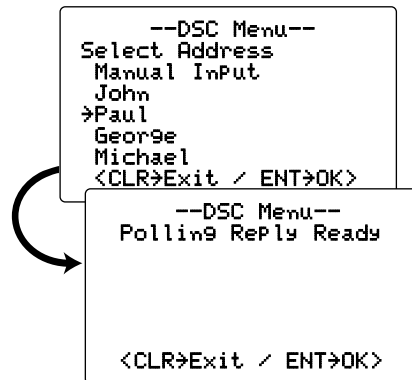 --DSC Menu--
Select Address
Manual Input
John
→Paul
George
Michael
<CLR→Exit / ENT→OK>
--DSC Menu--
Polling Reply Ready
<CLR→Exit / ENT→OK>